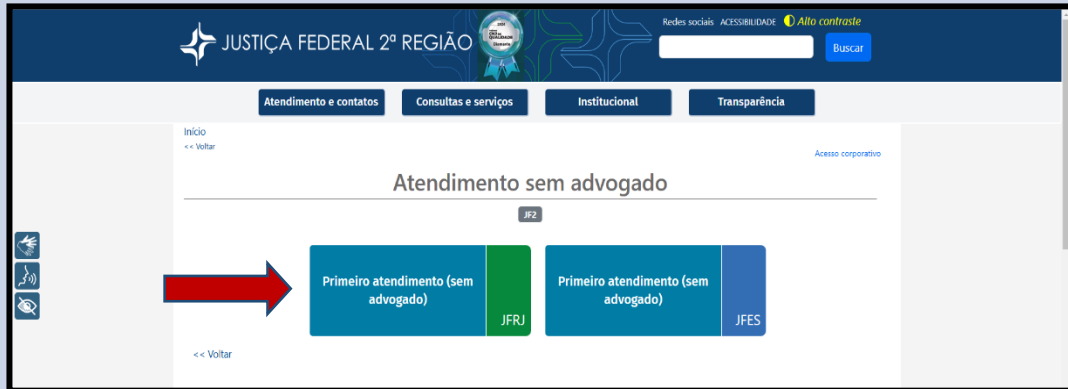 Redes sociais ACESSIBILIDADE Alto contraste
JUSTIÇA FEDERAL 2ª REGIÃO
Buscar
Atendimento e contatos
Consultas e serviços
Institucional
Transparência
Início
<< Voltar
Acesso corporativo
Atendimento sem advogado
JF2
Primeiro atendimento (sem
advogado)
JFRJ
Primeiro atendimento (sem
advogado)
JFES
<< Voltar